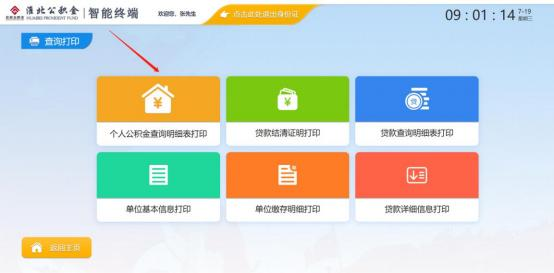 淮北公积金
HUAIBEI PROVIDENT FUND
智能终端
欢迎您、张先生
点击此处退出身份证
09:01:14
7-19
星期三
查询打印
个人公积金查询明细表打印
贷款结清证明打印
贷
贷款查询明细表打印
单位基本信息打印
单位缴存明细打印
贷款详细信息打印
返回主页